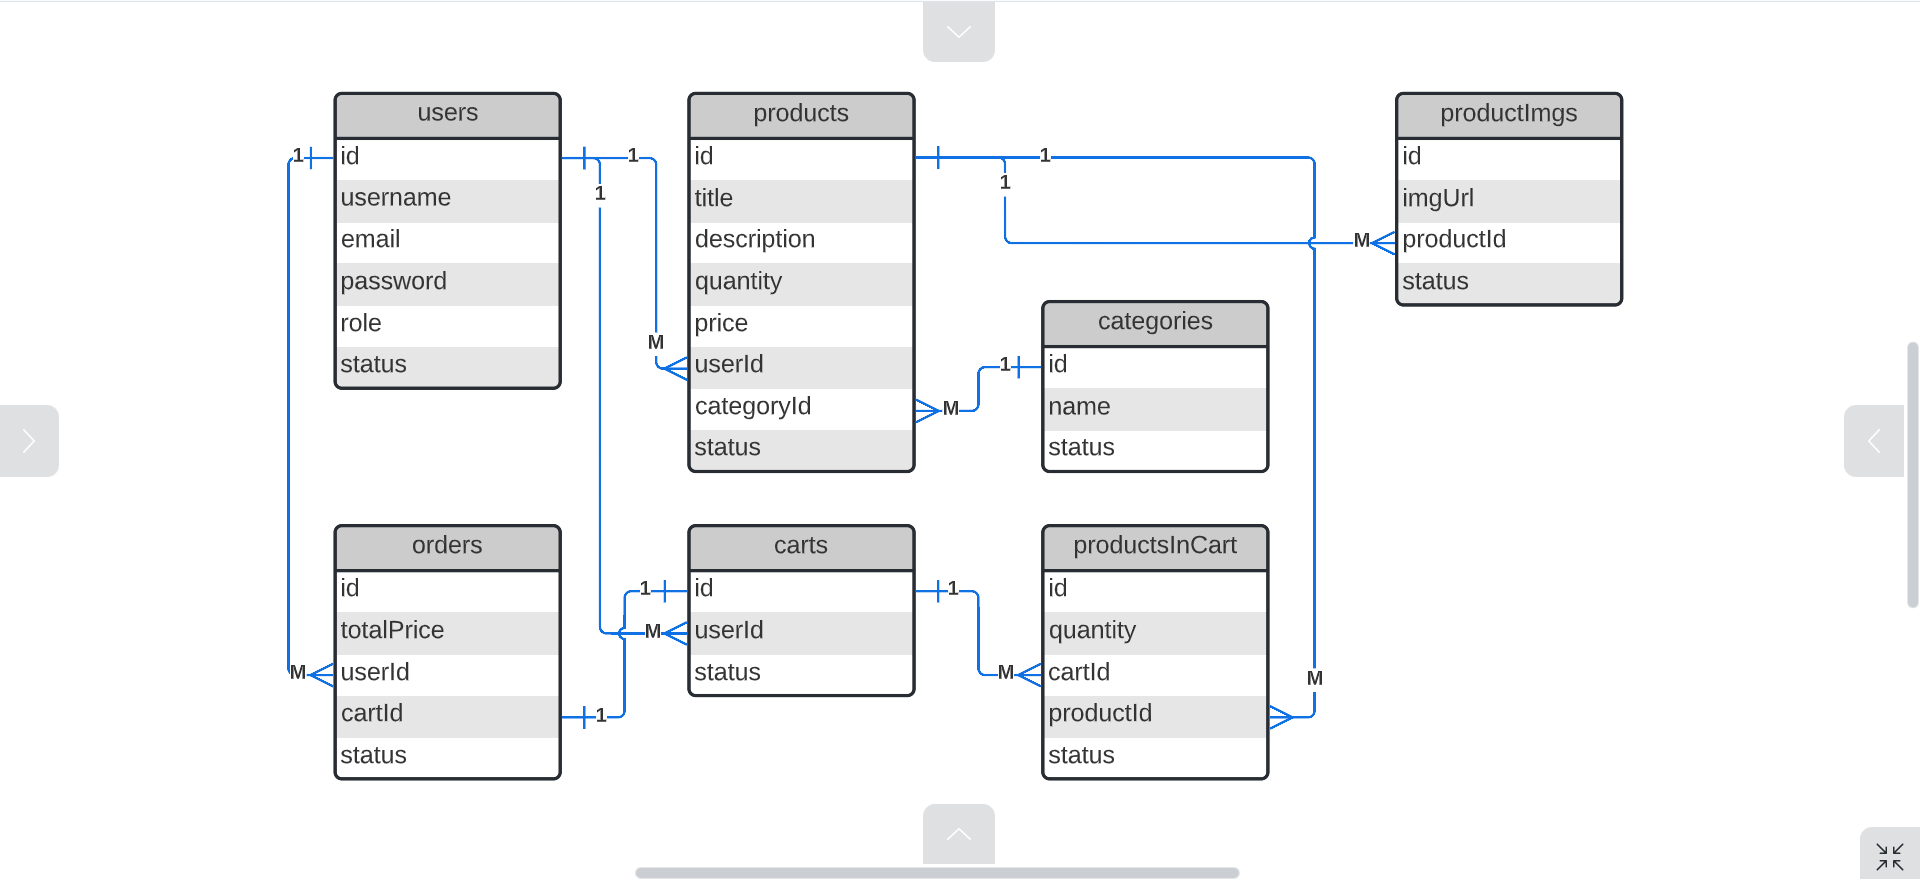 users
id
username
email
password
role
status
products
id
title
description
quantity
price
userId
categoryId
status
productImgs
id
imgUrl
productId
status
categories
id
name
status
orders
id
totalPrice
userId
cartId
status
carts
id
userId
status
productsInCart
id
quantity
cartId
productId
status
1
1
1
1
1
M
M
1
M
1
1
M
M
M
M
1